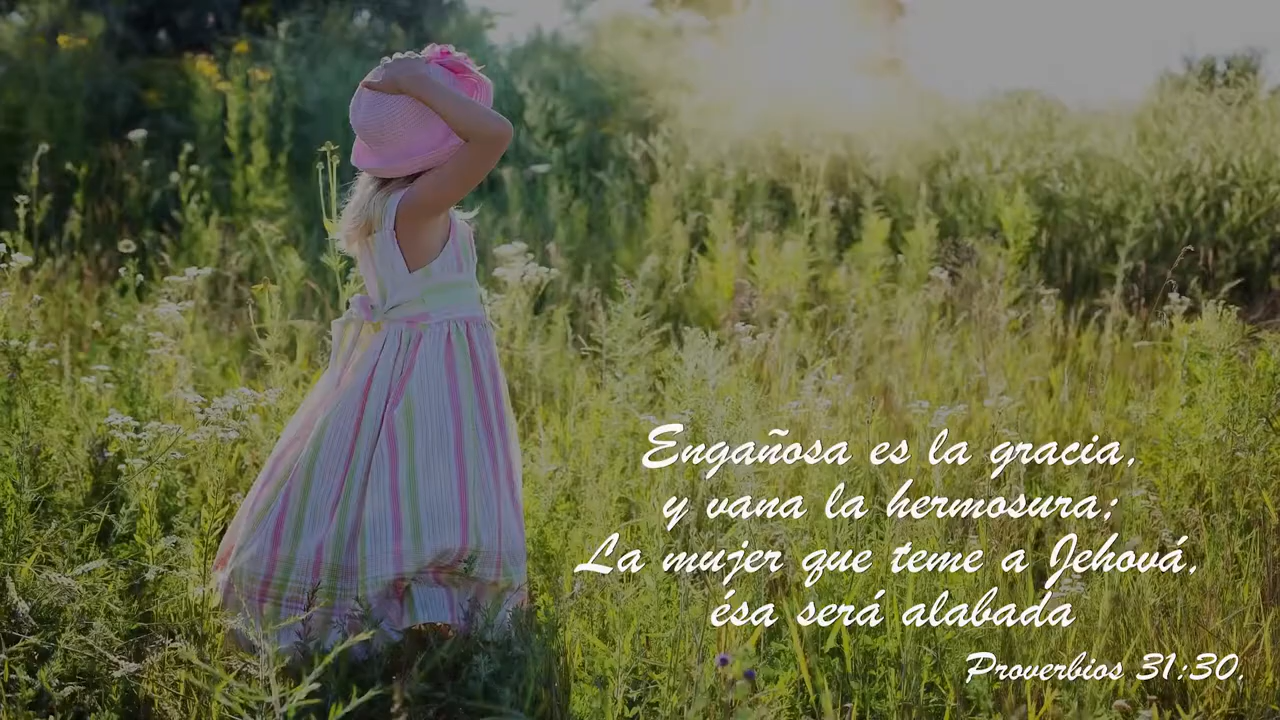 Engañosa es la gracia,
y vana la hermosura;
La mujer que teme a Jehová,
ésa será alabada
Proverbios 31:30.